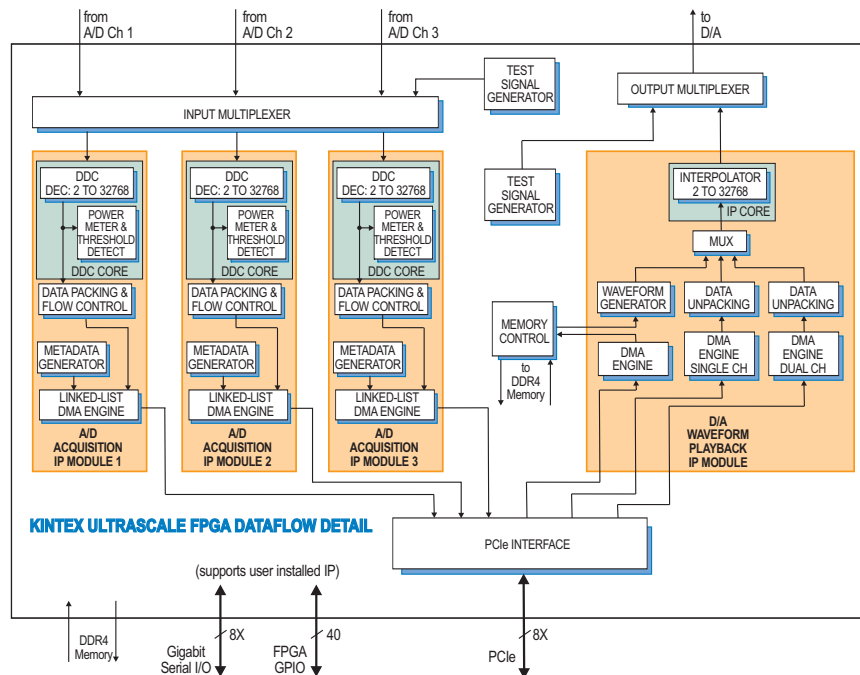 from
A/D Ch 1
from
A/D Ch 2
from
A/D Ch 3
to
D/A
TEST
SIGNAL
GENERATOR
OUTPUT MULTIPLEXER
INPUT MULTIPLEXER
DDC
DEC: 2 TO 32768
POWER
METER &
THRESHOLD
DETECT
DDC CORE
DATA PACKING &
FLOW CONTROL
METADATA
GENERATOR
LINKED-LIST
DMA ENGINE
A/D
ACQUISITION
IP MODULE 1
DDC
DEC: 2 TO 32768
POWER
METER &
THRESHOLD
DETECT
DDC CORE
DATA PACKING &
FLOW CONTROL
METADATA
GENERATOR
LINKED-LIST
DMA ENGINE
A/D
ACQUISITION
IP MODULE 2
DDC
DEC: 2 TO 32768
POWER
METER &
THRESHOLD
DETECT
DDC CORE
DATA PACKING &
FLOW CONTROL
METADATA
GENERATOR
LINKED-LIST
DMA ENGINE
A/D
ACQUISITION
IP MODULE 3
TEST
SIGNAL
GENERATOR
INTERPOLATOR
2 TO 32768
IP CORE
MUX
WAVEFORM
GENERATOR
DATA
UNPACKING
DATA
UNPACKING
MEMORY
CONTROL
to
DDR4
Memory
DMA
ENGINE
DMA
ENGINE
SINGLE CH
DMA
ENGINE
DUAL CH
D/A
WAVEFORM
PLAYBACK
IP MODULE
KINTEX ULTRASCALE FPGA DATAFLOW DETAIL
PCIe INTERFACE
(supports user installed IP)
DDR4
Memory
8X
Gigabit
Serial I/O
40
FPGA
GPIO
8X
PCIe